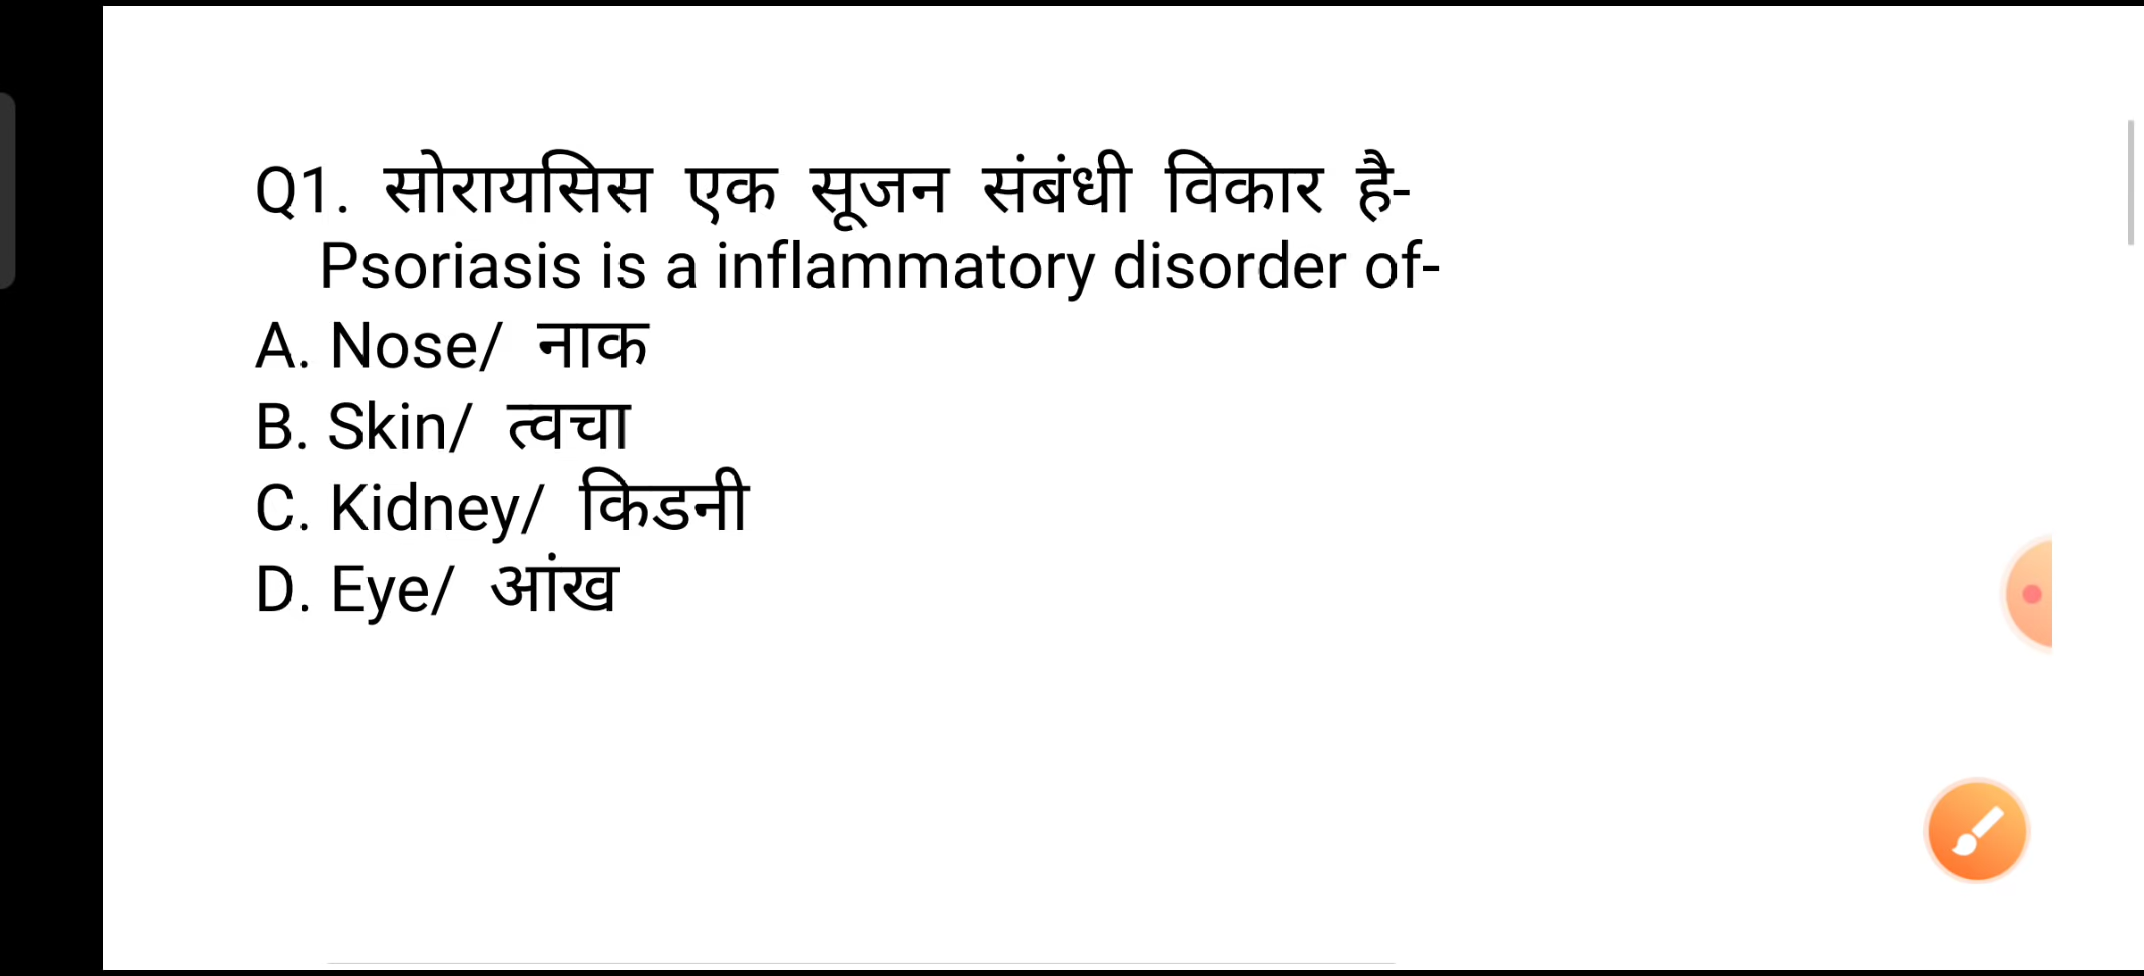 Q1. सोरायसिस एक सूजन संबंधी विकार है-
Psoriasis is a inflammatory disorder of-
A. Nose/ नाक
B. Skin/ त्वचा
C. Kidney/ किडनी
D. Eye/ आंख